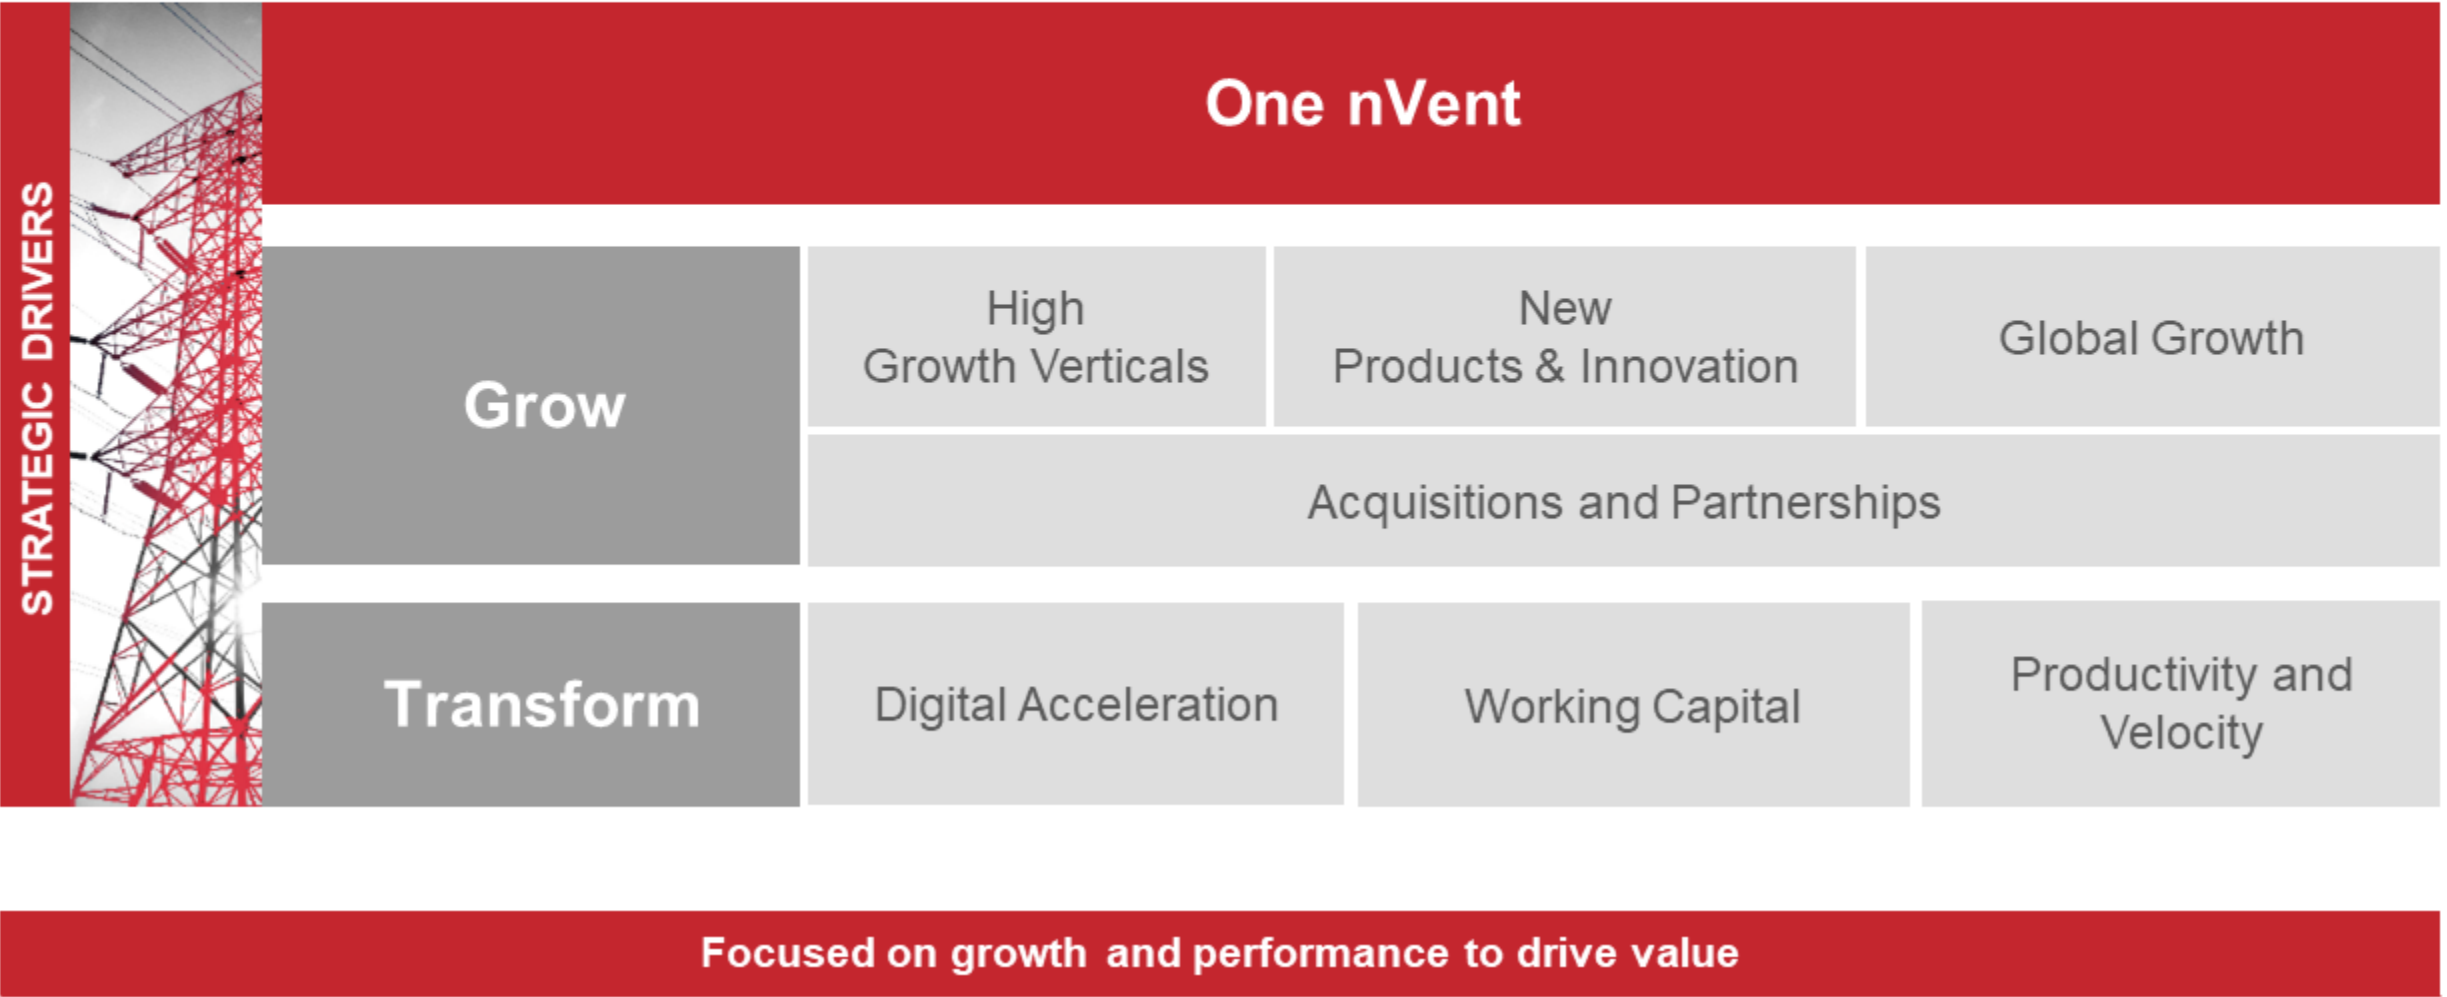 STRATEGIC DRIVERS
One nVent
Grow
High
Growth Verticals
New
Products & Innovation
Global Growth
Acquisitions and Partnerships
Transform
Digital Acceleration
Working Capital
Productivity and
Velocity
Focused on growth and performance to drive value